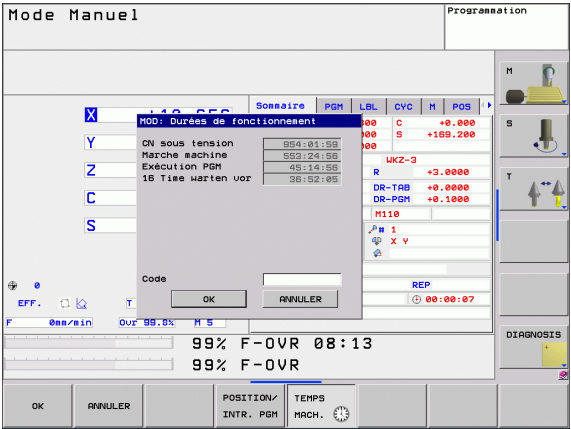 Mode Manuel
Programmation
M
Sommaire PGM LBL CYC M POS
X
MOD: Durées de fonctionnement
C +0.000
S +169.200
S
Y
CN sous tension 954:01:59
Marche machine 553:24:56
Exécution PGM 45:14:56
16 Time warten vor 36:52:05
WKZ-3
Z
R +3.0000
T
C
DR-TAB +0.0000
DR-PGM +0.1000
S
M110
# 1
X Y
Code
REP
0
OK ANNULER
00:00:07
EFF. T
F 0mm/min Ovr 99.8% M 5
DIAGNOSIS
99% F-OVR 08:13
99% F-OVR
OK ANNULER POSITION/ INTR. PGM TEMPS MACH.